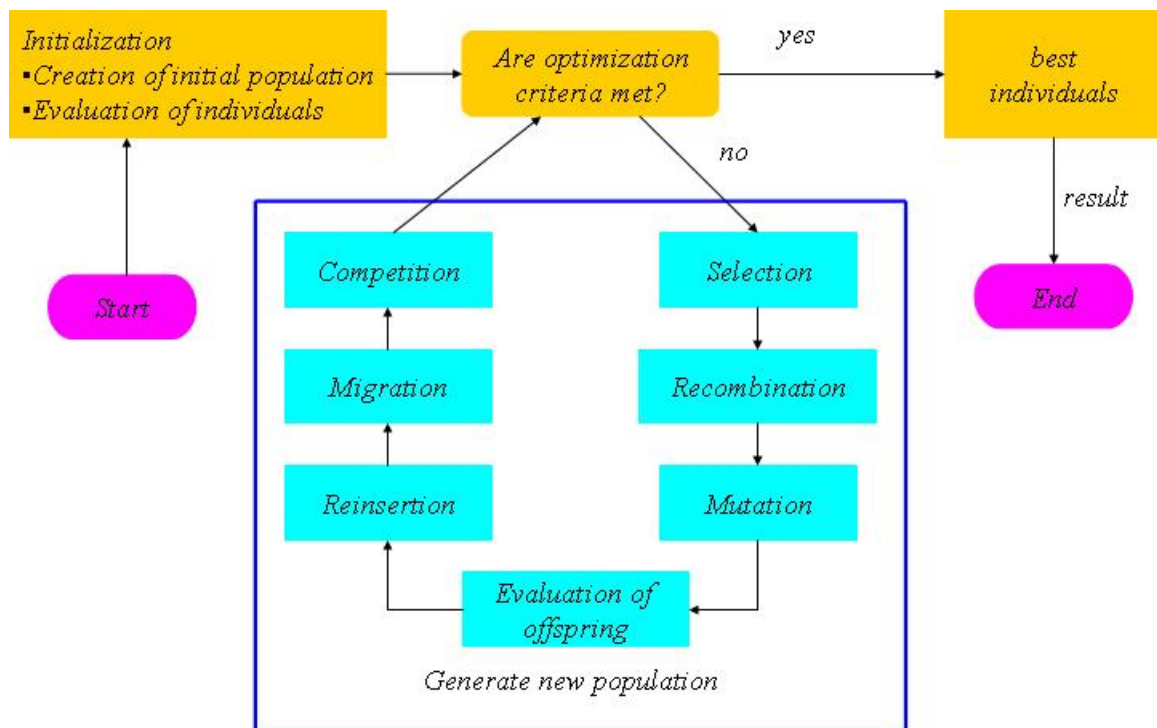 Initialization
▪Creation of initial population
▪Evaluation of individuals
Are optimization
criteria met?
yes
best
individuals
no
result
Start
End
Competition
Selection
Migration
Recombination
Reinsertion
Mutation
Evaluation of
offspring
Generate new population